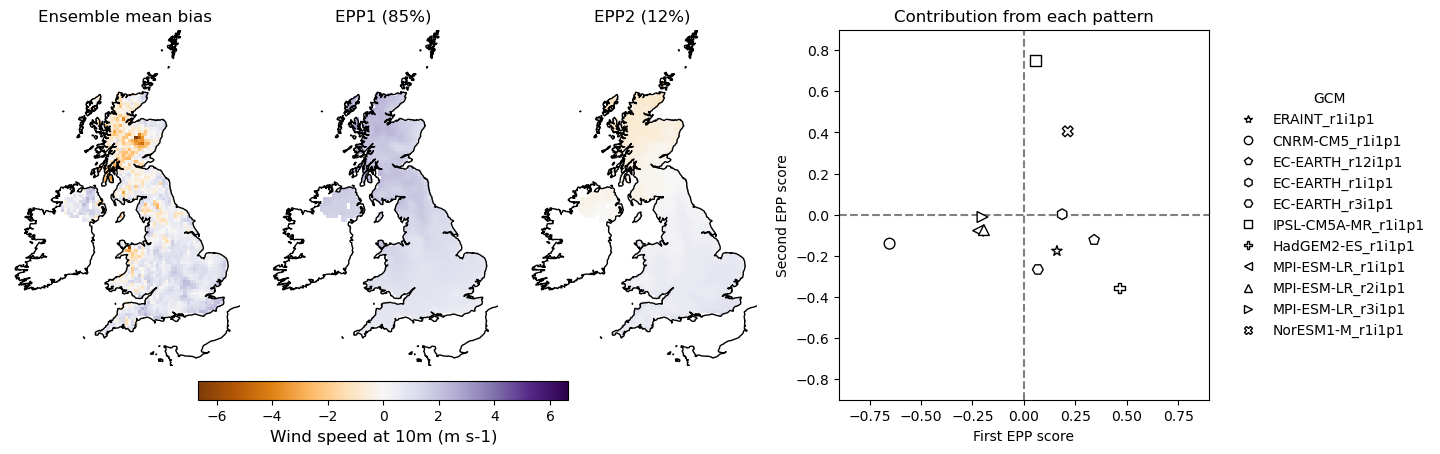 Ensemble mean bias
EPP1 (85%)
EPP2 (12%)
Contribution from each pattern
−6
−4
−2
0
2
4
6
Wind speed at 10m (m s-1)
0.8
0.6
0.4
0.2
0.0
−0.2
−0.4
−0.6
−0.8
Second EPP score
−0.75
−0.50
−0.25
0.00
0.25
0.50
0.75
First EPP score
GCM
ERAINT_r1i1p1
CNRM-CM5_r1i1p1
EC-EARTH_r12i1p1
EC-EARTH_r1i1p1
EC-EARTH_r3i1p1
IPSL-CM5A-MR_r1i1p1
HadGEM2-ES_r1i1p1
MPI-ESM-LR_r1i1p1
MPI-ESM-LR_r2i1p1
MPI-ESM-LR_r3i1p1
NorESM1-M_r1i1p1